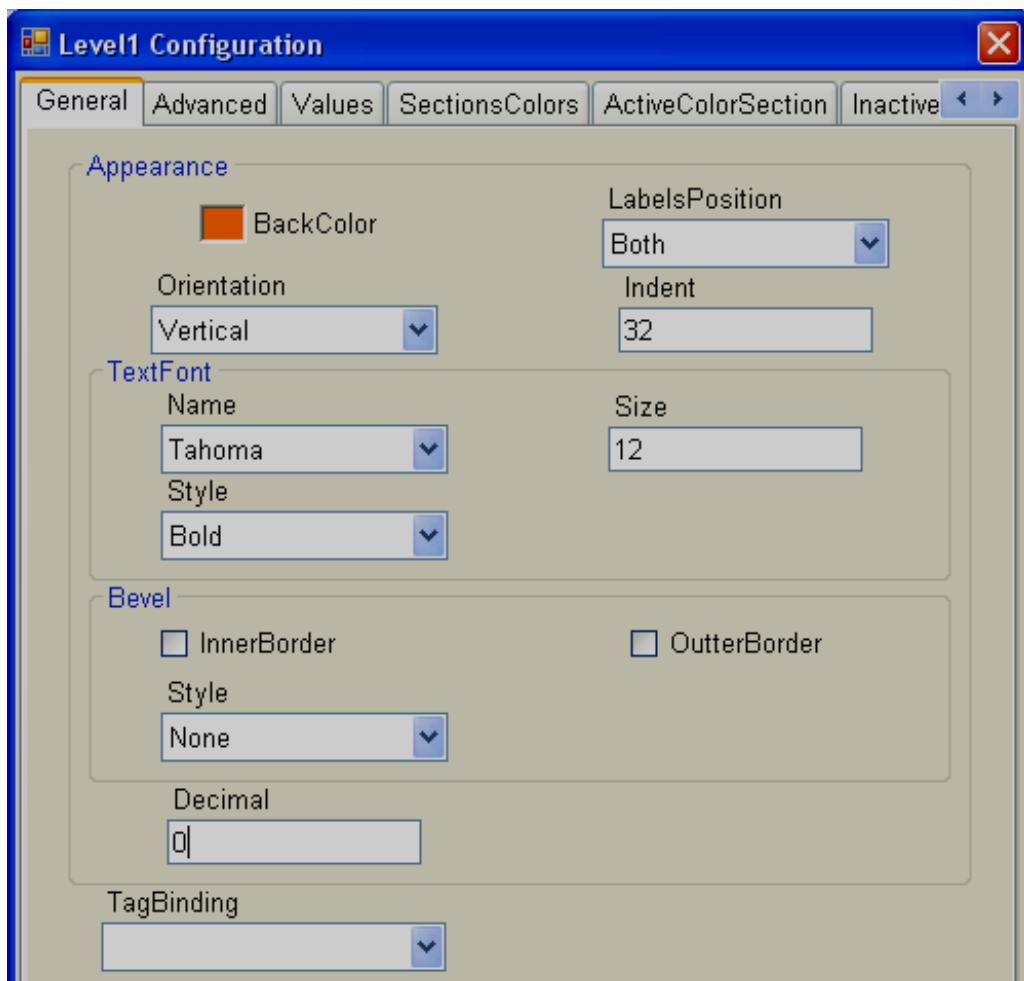 Level1 Configuration
General Advanced Values SectionsColors ActiveColorSection Inactive
Appearance
BackColor
LabelsPosition
Both
Orientation
Vertical
Indent
32
TextFont
Name
Tahoma
Size
12
Style
Bold
Bevel
InnerBorder
OutterBorder
Style
None
Decimal
0
TagBinding